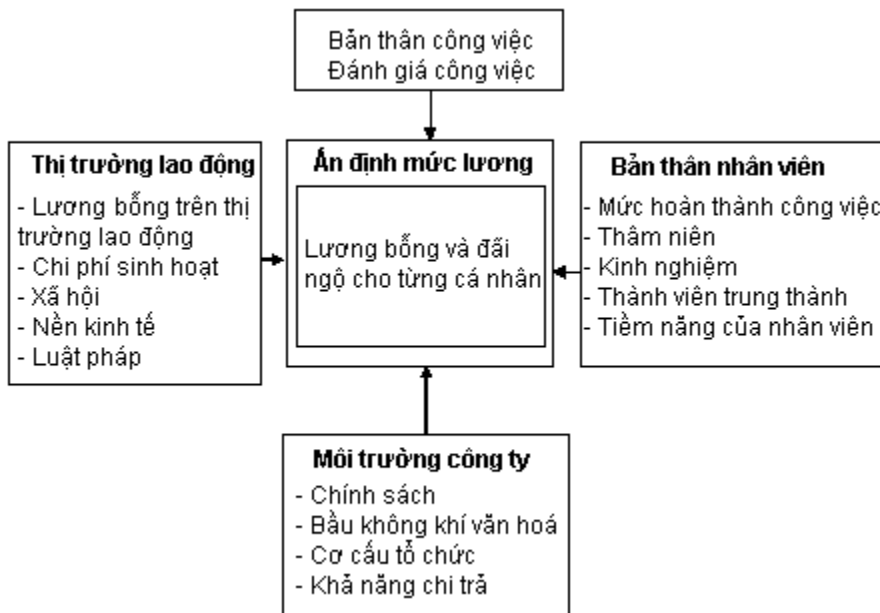 Bản thân công việc
Đánh giá công việc
Thị trường lao động
- Lương bổng trên thị
trường lao động
- Chi phí sinh hoạt
- Xã hội
- Nền kinh tế
- Luật pháp
Ấn định mức lương
Lương bổng và đãi
ngộ cho từng cá nhân
Bản thân nhân viên
- Mức hoàn thành công việc
- Thâm niên
- Kinh nghiệm
- Thành viên trung thành
- Tiềm năng của nhân viên
Môi trường công ty
- Chính sách
- Bầu không khí văn hoá
- Cơ cấu tổ chức
- Khả năng chi trả